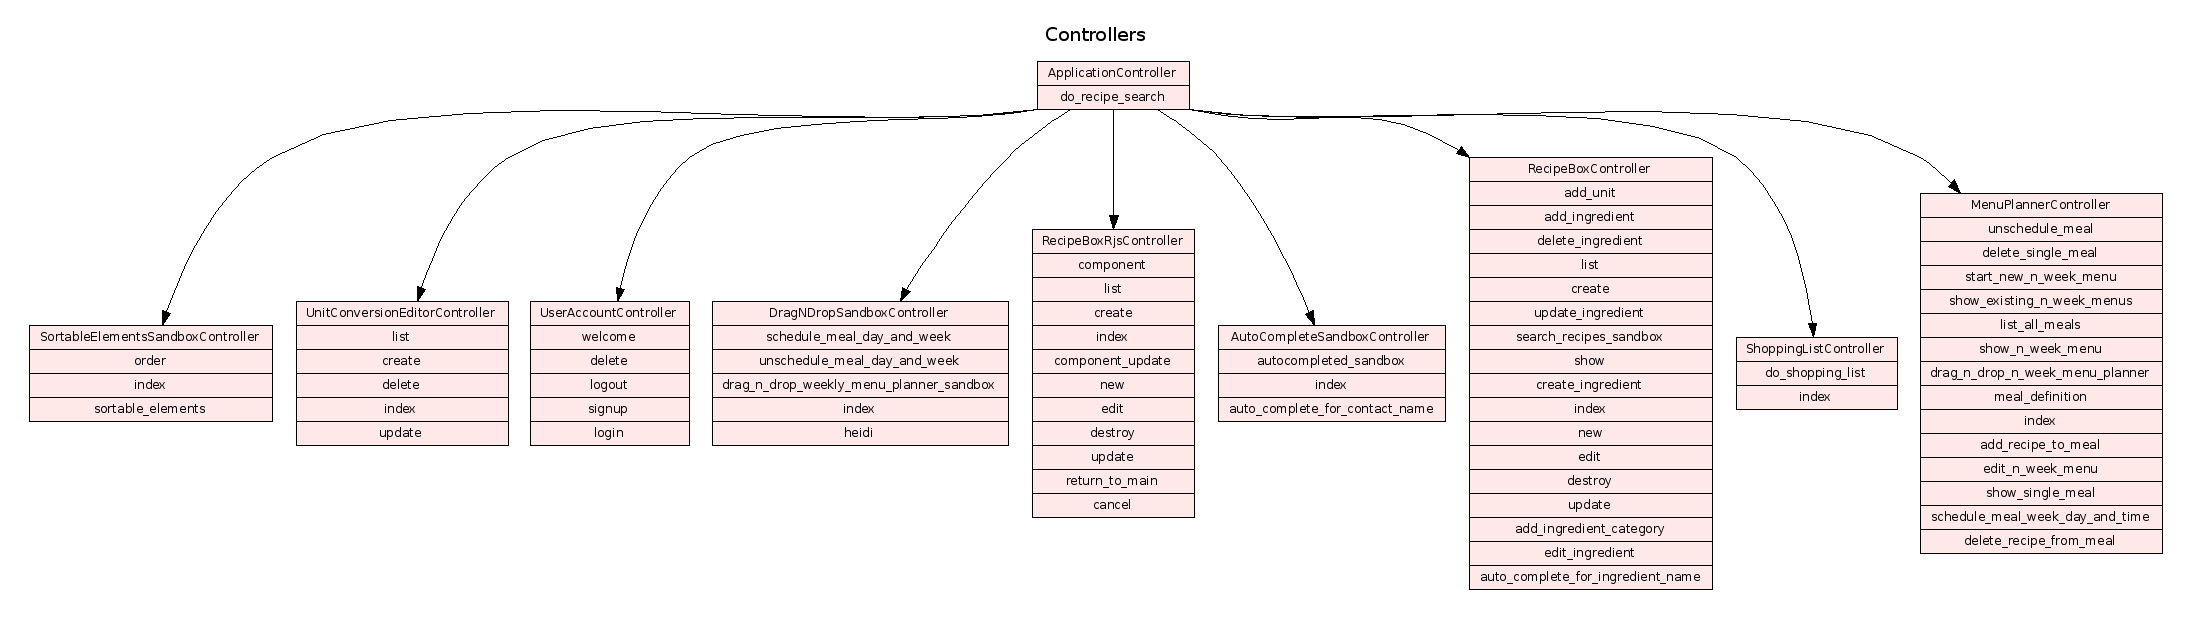 Controllers
ApplicationController
do_recipe_search
SortableElementsSandboxController
order
index
sortable_elements
UnitConversionEditorController
list
create
delete
index
update
UserAccountController
welcome
delete
logout
signup
login
DragNDropSandboxController
schedule_meal_day_and_week
unschedule_meal_day_and_week
drag_n_drop_weekly_menu_planner_sandbox
index
heidi
RecipeBoxRjsController
component
list
create
index
component_update
new
edit
destroy
update
return_to_main
cancel
AutoCompleteSandboxController
autocompleted_sandbox
index
auto_complete_for_contact_name
RecipeBoxController
add_unit
add_ingredient
delete_ingredient
list
create
update_ingredient
search_recipes_sandbox
show
create_ingredient
index
new
edit
destroy
update
add_ingredient_category
edit_ingredient
auto_complete_for_ingredient_name
ShoppingListController
do_shopping_list
index
MenuPlannerController
unschedule_meal
delete_single_meal
start_new_n_week_menu
show_existing_n_week_menus
list_all_meals
show_n_week_menu
drag_n_drop_n_week_menu_planner
meal_definition
index
add_recipe_to_meal
edit_n_week_menu
show_single_meal
schedule_meal_week_day_and_time
delete_recipe_from_meal